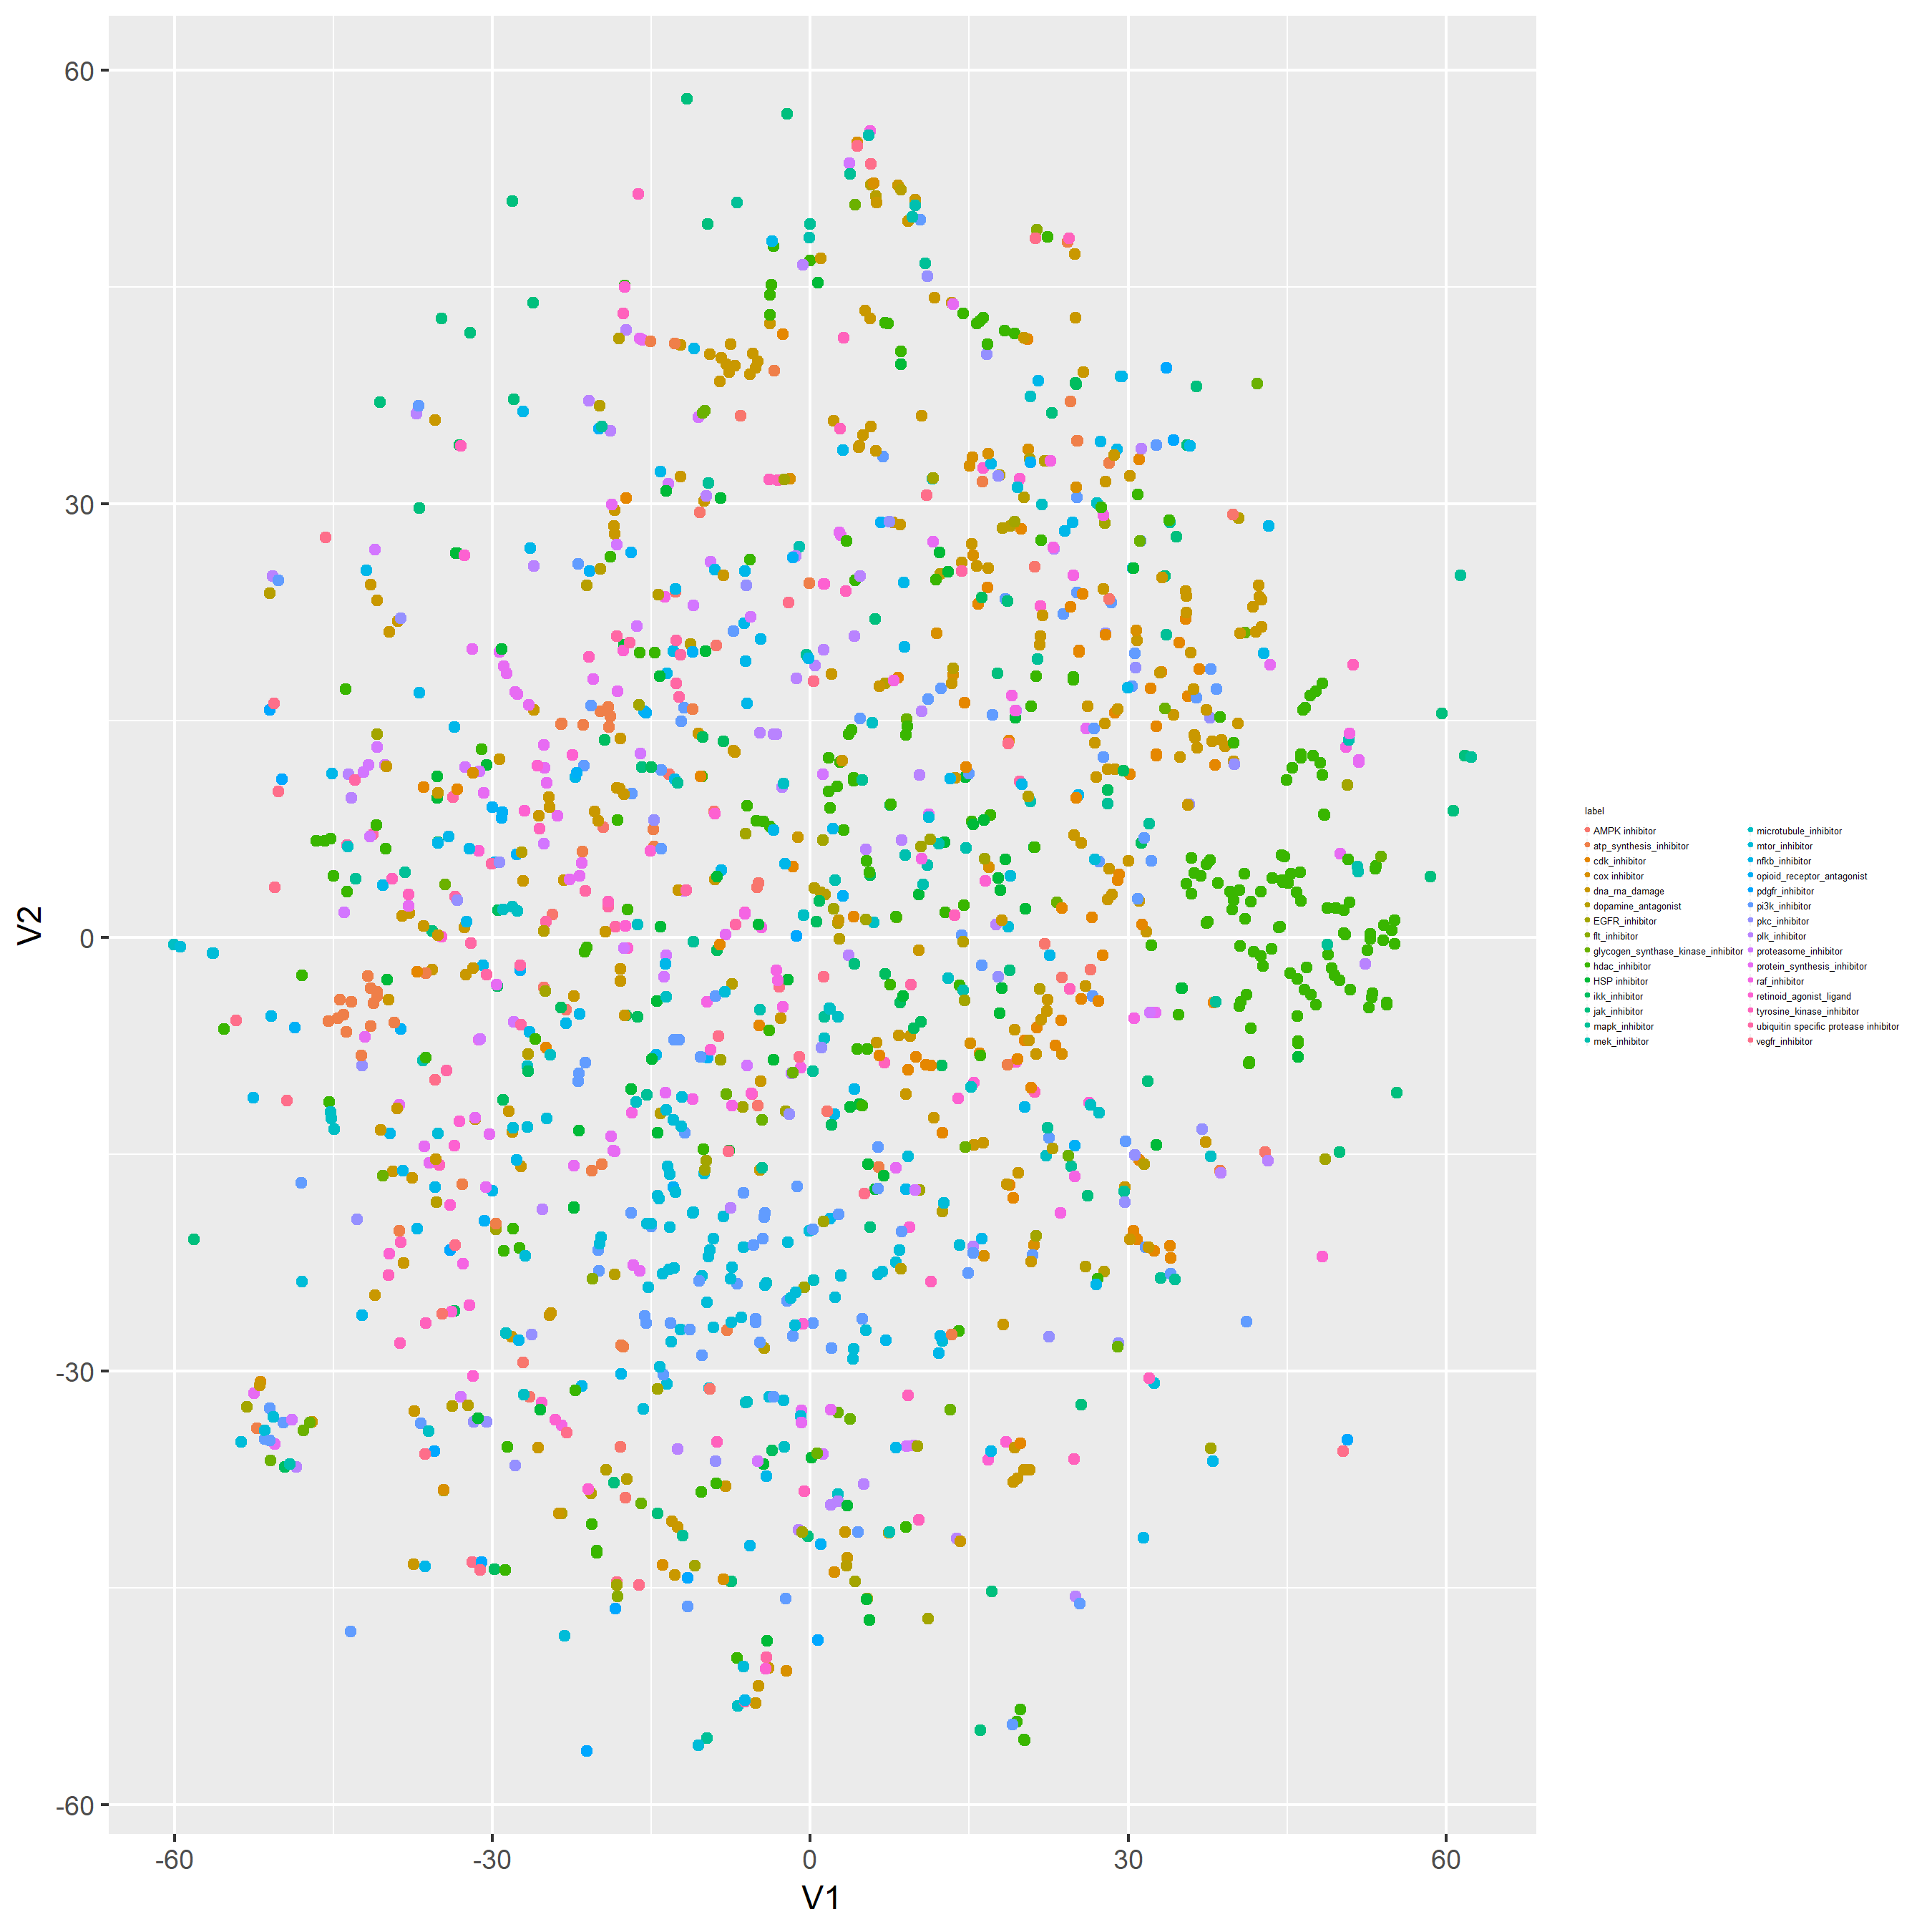 60
30
0
-30
-60
V2
-60
-30
0
30
60
V1
label
AMPK inhibitor
atp_synthesis_inhibitor
cdk_inhibitor
cox inhibitor
dna_rna_damage
dopamine_antagonist
EGFR_inhibitor
flt_inhibitor
glycogen_synthase_kinase_inhibitor
hdac_inhibitor
HSP inhibitor
ikk_inhibitor
jak_inhibitor
mapk_inhibitor
mek_inhibitor
microtubule_inhibitor
mtor_inhibitor
nfkb_inhibitor
opioid_receptor_antagonist
pdgfr_inhibitor
pi3k_inhibitor
pkc_inhibitor
plk_inhibitor
proteasome_inhibitor
protein_synthesis_inhibitor
raf_inhibitor
retinoid_agonist_ligand
tyrosine_kinase_inhibitor
ubiquitin specific protease inhibitor
vegfr_inhibitor